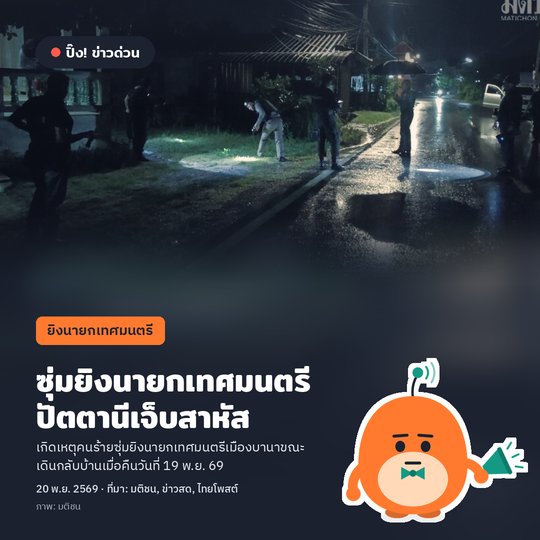 มติ
MATICHON
ปิ๊ง! ข่าวด่วน
ยิงนายกเทศมนตรี
ซุ่มยิงนายกเทศมนตรี
ปัตตานีเจ็บสาหัส
เกิดเหตุคนร้ายซุ่มยิงนายกเทศมนตรีเมืองบานาขณะ
เดินกลับบ้านเมื่อคืนวันที่ 19 พ.ย. 69
20 พ.ย. 2569 · ที่มา: มติชน, ข่าวสด, ไทยโพสต์
ภาพ: มติชน